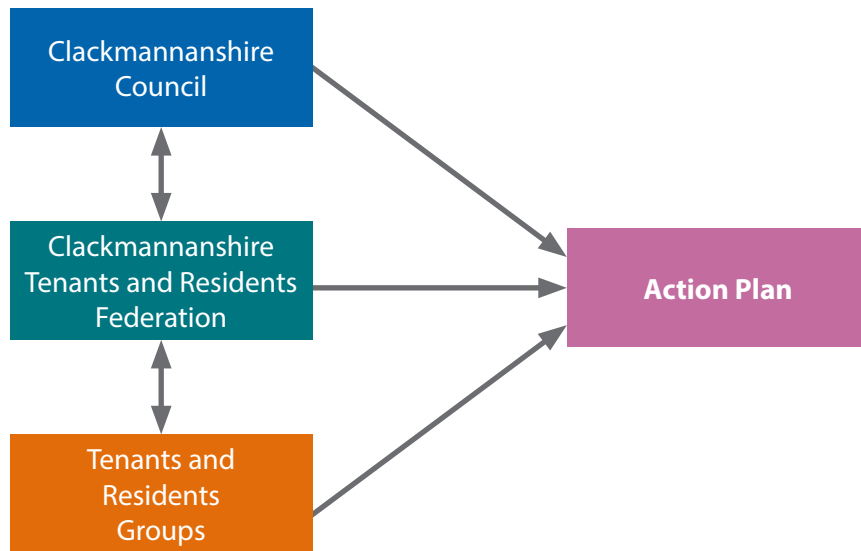 Clackmannanshire
Council
Clackmannanshire
Tenants and Residents
Federation
Action Plan
Tenants and
Residents
Groups